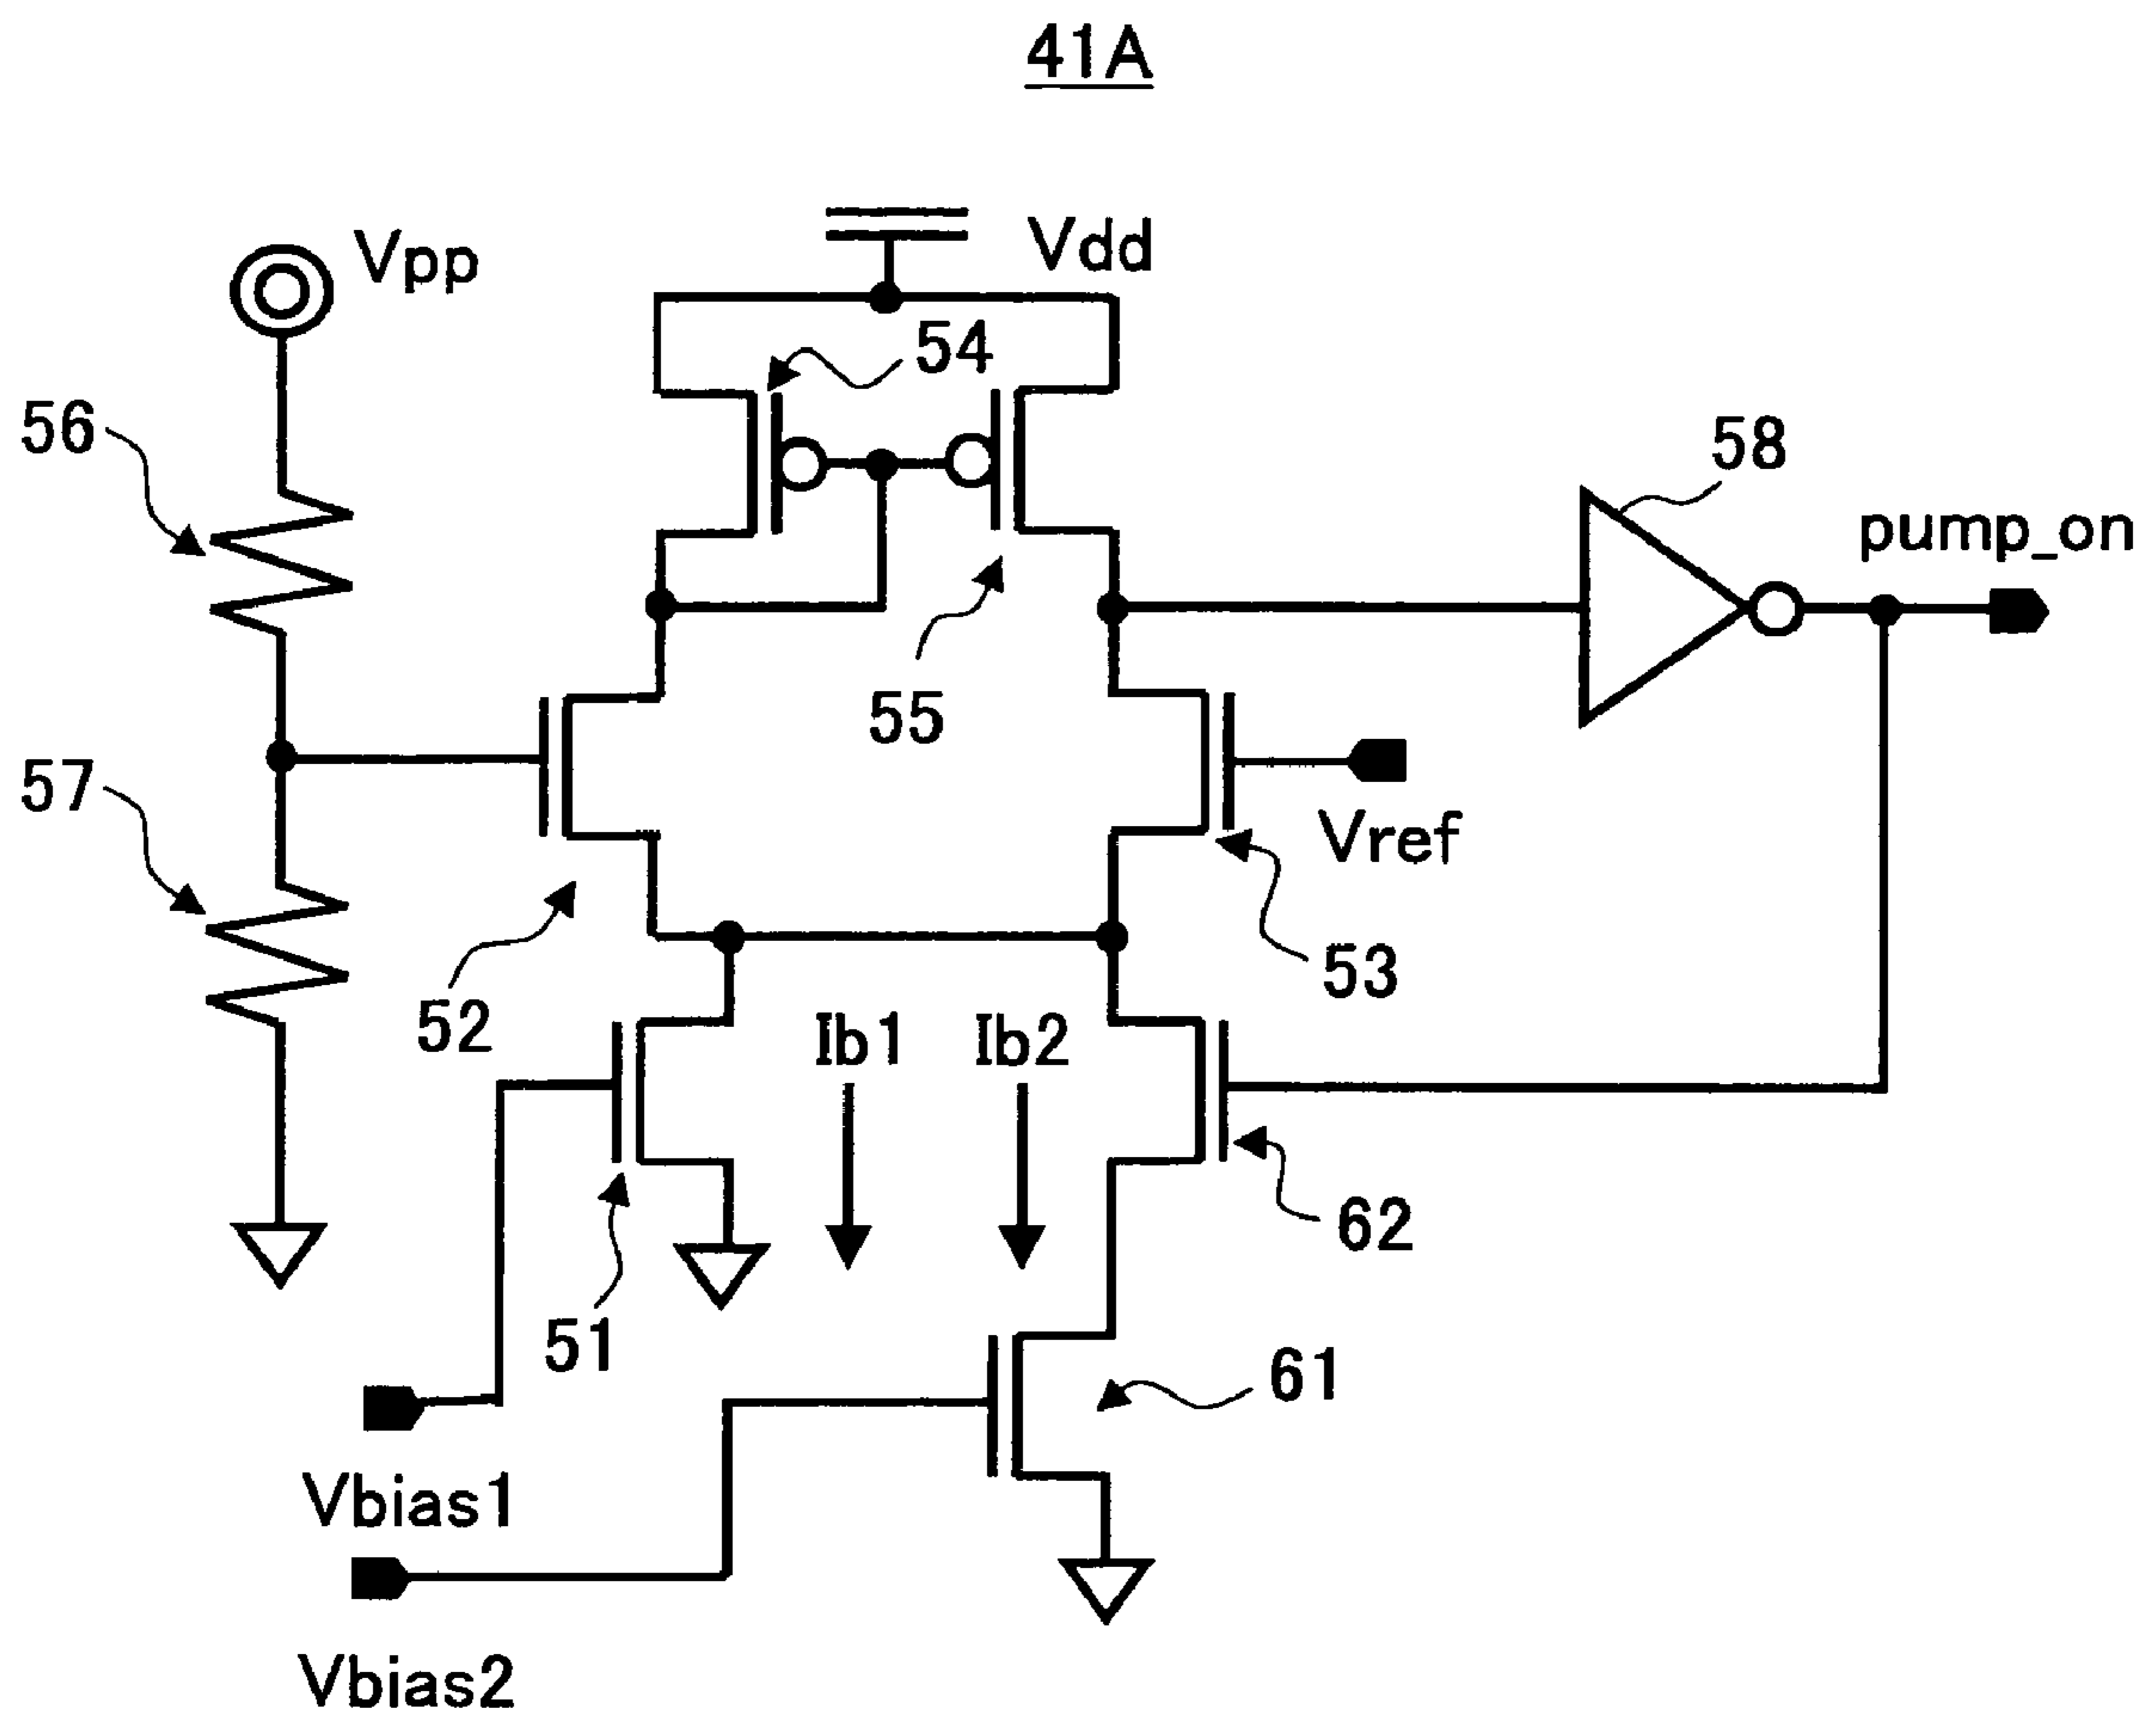 41A
Vpp
Vdd
54
56
58
pump_on
55
57
Vref
53
52
Ib1
Ib2
62
51
61
Vbias1
Vbias2